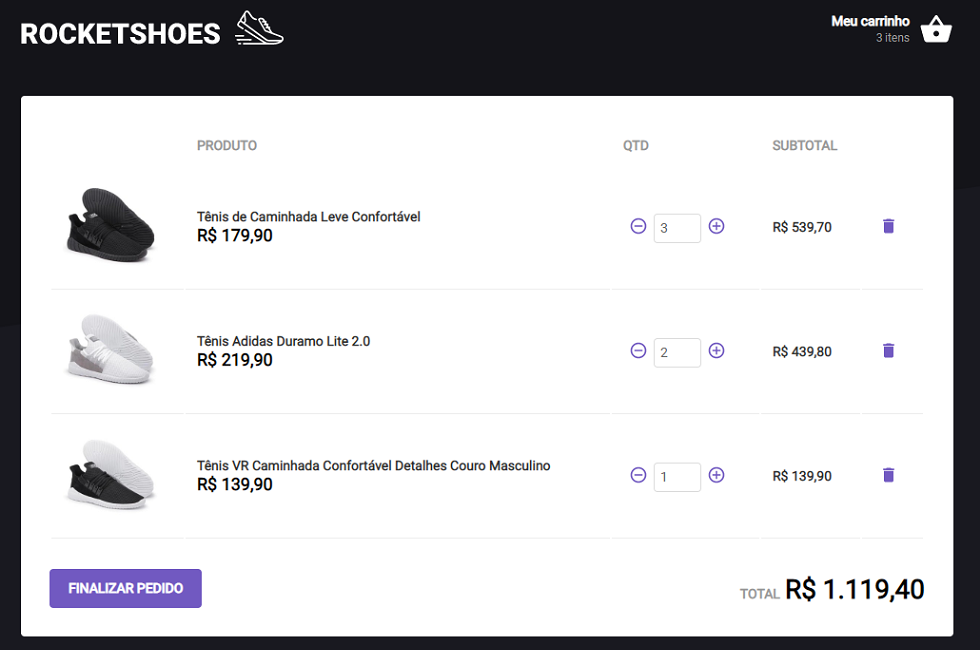 ROCKETSHOES
Meu carrinho
3 itens
PRODUTO QTD SUBTOTAL
Tênis de Caminhada Leve Confortável
R$ 179,90
3
R$ 539,70
Tênis Adidas Duramo Lite 2.0
R$ 219,90
2
R$ 439,80
Tênis VR Caminhada Confortável Detalhes Couro Masculino
R$ 139,90
1
R$ 139,90
FINALIZAR PEDIDO
TOTAL R$ 1.119,40